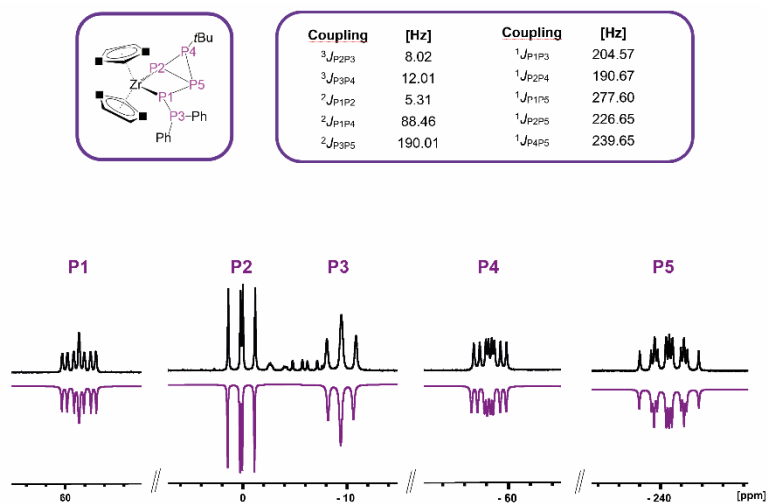 tBu
P4
P2
Zr
P5
P1
P3–Ph
Ph
Coupling [Hz] Coupling [Hz]
³JP2P3 8.02 ¹JP1P3 204.57
³JP3P4 12.01 ¹JP2P4 190.67
²JP1P2 5.31 ¹JP1P5 277.60
²JP1P4 88.46 ¹JP2P5 226.65
²JP3P5 190.01 ¹JP4P5 239.65
P1 P2 P3 P4 P5
60 0 - 10 - 60 - 240 [ppm]